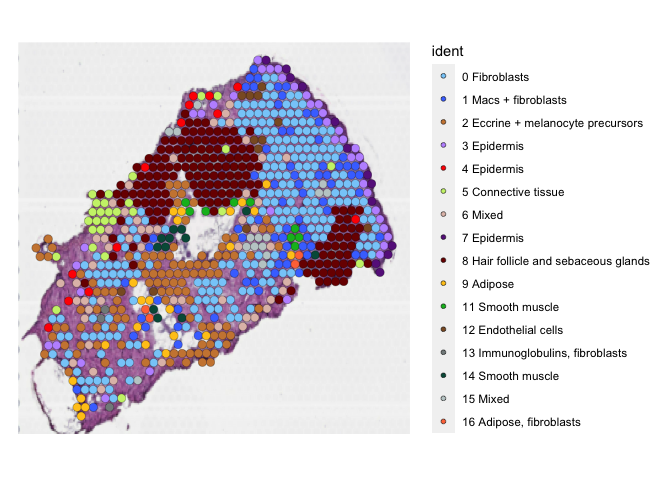 ident
0 Fibroblasts
1 Macs + fibroblasts
2 Eccrine + melanocyte precursors
3 Epidermis
4 Epidermis
5 Connective tissue
6 Mixed
7 Epidermis
8 Hair follicle and sebaceous glands
9 Adipose
11 Smooth muscle
12 Endothelial cells
13 Immunoglobulins, fibroblasts
14 Smooth muscle
15 Mixed
16 Adipose, fibroblasts